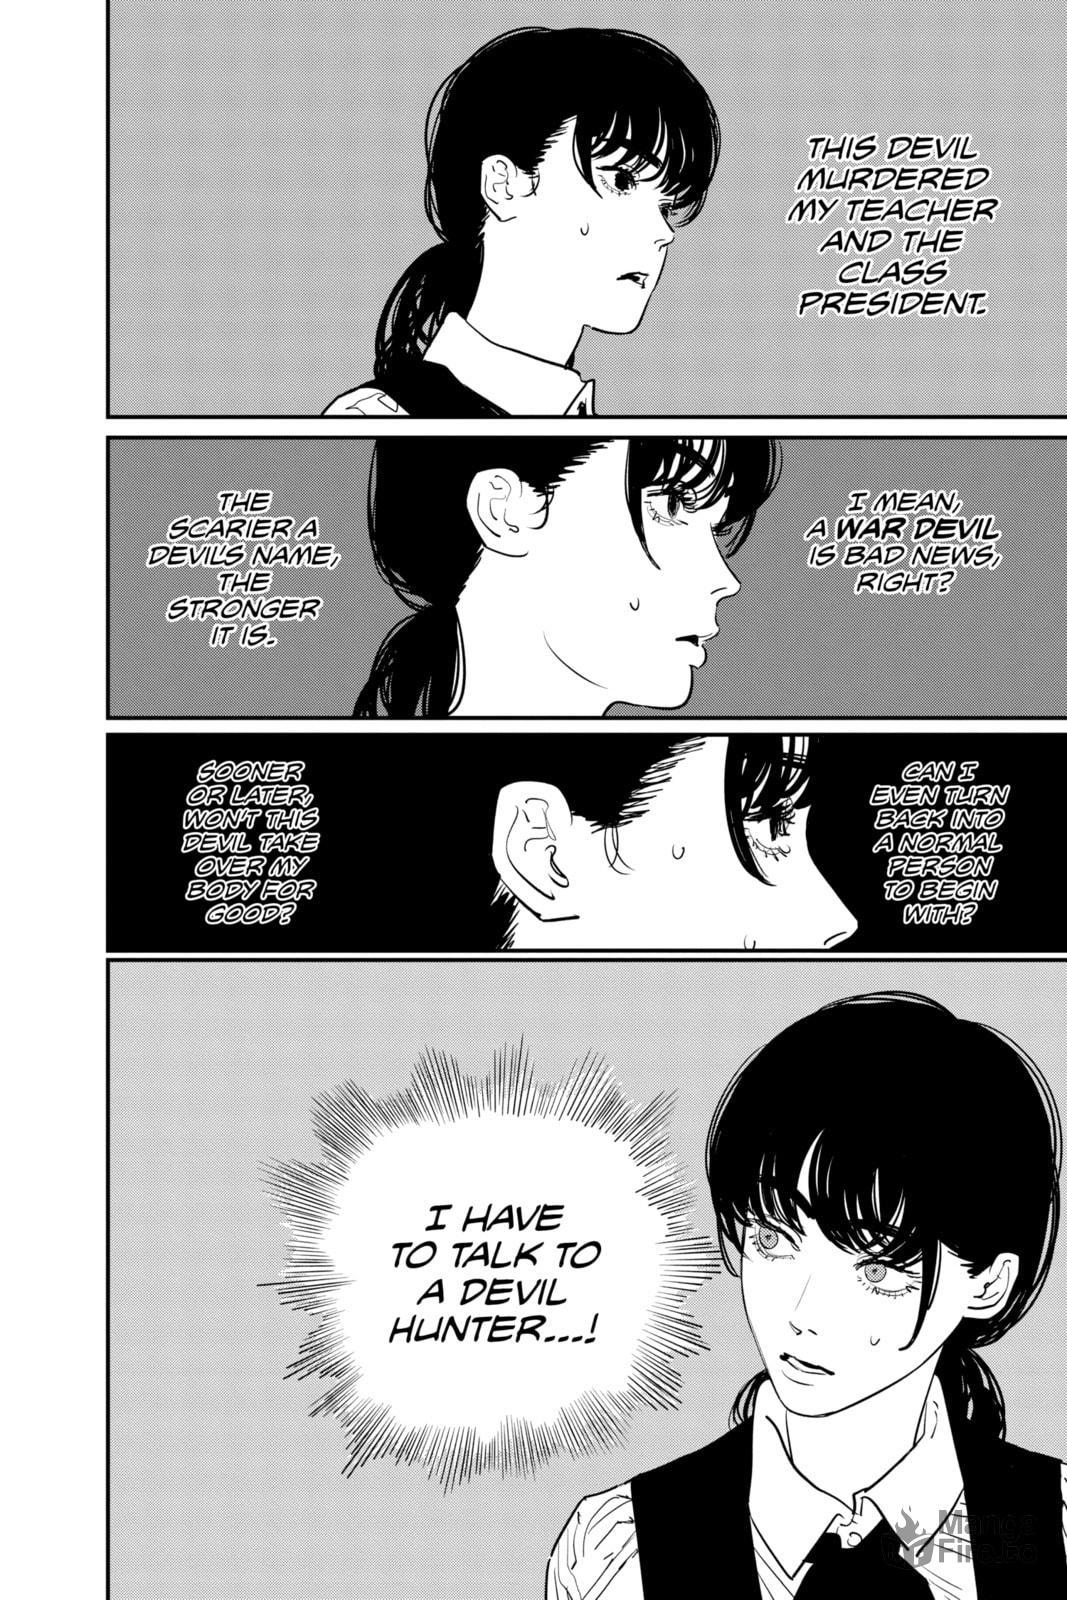 THIS DEVIL
MURDERED
MY TEACHER
AND THE
CLASS
PRESIDENT.
I MEAN,
A WAR DEVIL
IS BAD NEWS,
RIGHT?
THE
SCARIER A
DEVIL'S NAME,
THE
STRONGER
IT IS.
CAN I
EVEN TURN
BACK INTO
A NORMAL
PERSON
TO BEGIN
WITH?
SOONER
OR LATER,
WON'T THIS
DEVIL TAKE
OVER MY
BODY FOR
GOOD?
I HAVE
TO TALK TO
A DEVIL
HUNTER...!
Manga
Fire.to